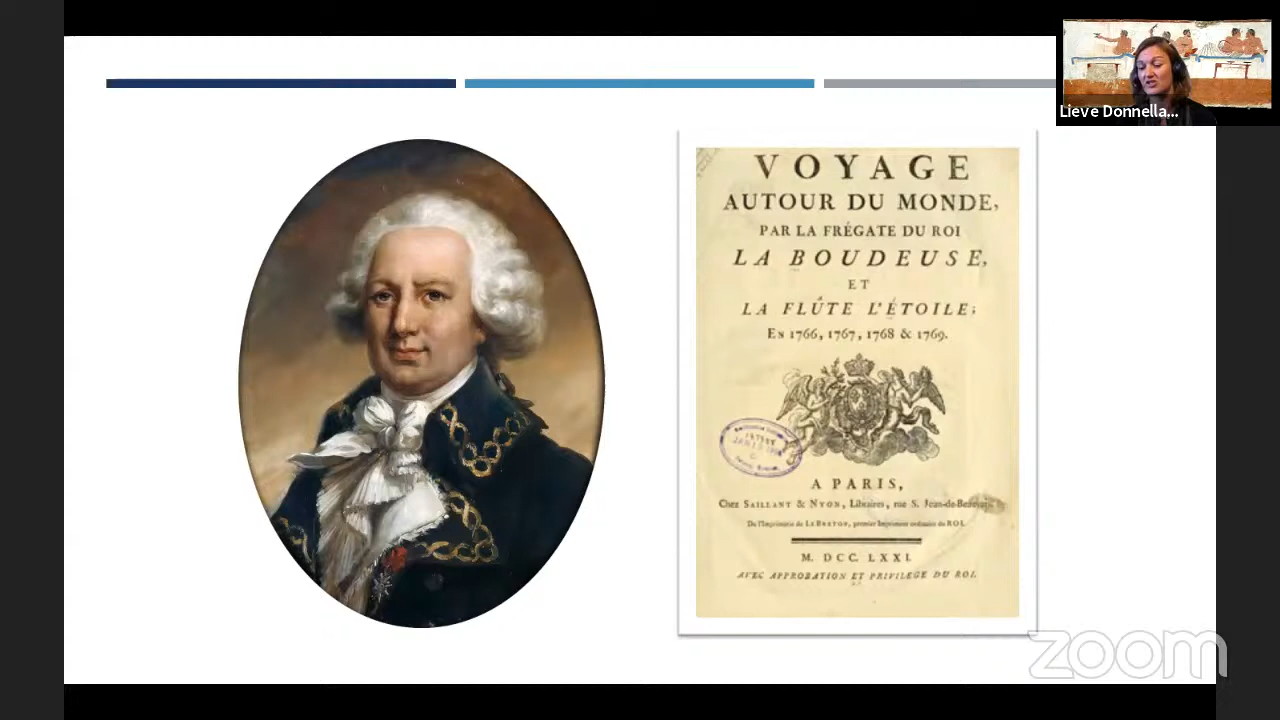 Lieve Donnella...
VOYAGE
AUTOUR DU MONDE,
PAR LA FRÉGATE DU ROI
LA BOUDEUSE,
ET
LA FLÛTE L'ÉTOILE;
EN 1766, 1767, 1768 & 1769.
A PARIS,
Chez SAILLANT & NYON, Libraires, rue S. Jean-de-Beauvais.
De l'Imprimerie de LE BRETON, premier Imprimeur ordinaire du ROI.
M. DCC. LXXI.
AVEC APPROBATION ET PRIVILEGE DU ROI.
zoom